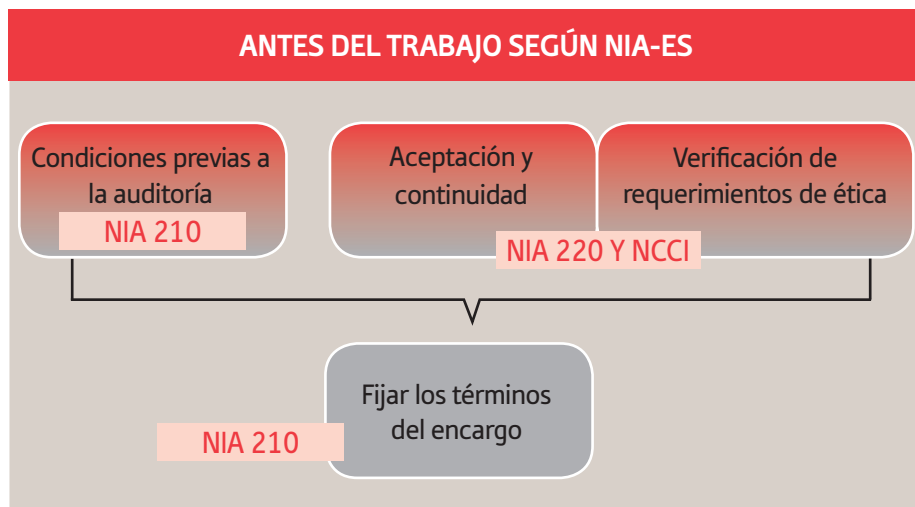 ANTES DEL TRABAJO SEGÚN NIA-ES
Condiciones previas a
la auditoría
NIA 210
Aceptación y
continuidad
Verificación de
requerimientos de ética
NIA 220 Y NCCI
Fijar los términos
del encargo
NIA 210